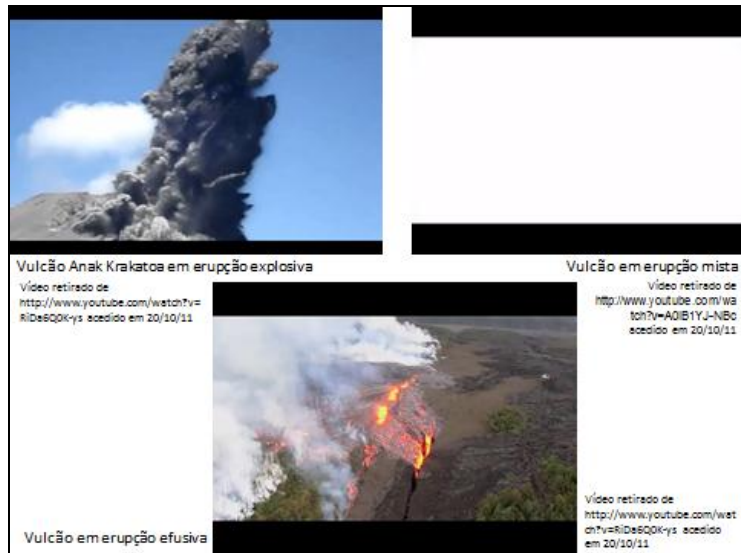 Vulcão Anak Krakatoa em erupção explosiva
Vídeo retirado de
http://www.youtube.com/watch?v=
RiDa6Q0K-ys acedido em 20/10/11
Vulcão em erupção mista
Vídeo retirado de
http://www.youtube.com/wa
tch?v=A0IB1YJ-NBc
acedido em 20/10/11
Vulcão em erupção efusiva
Vídeo retirado de
http://www.youtube.com/wat
ch?v=RiDa6Q0K-ys acedido
em 20/10/11